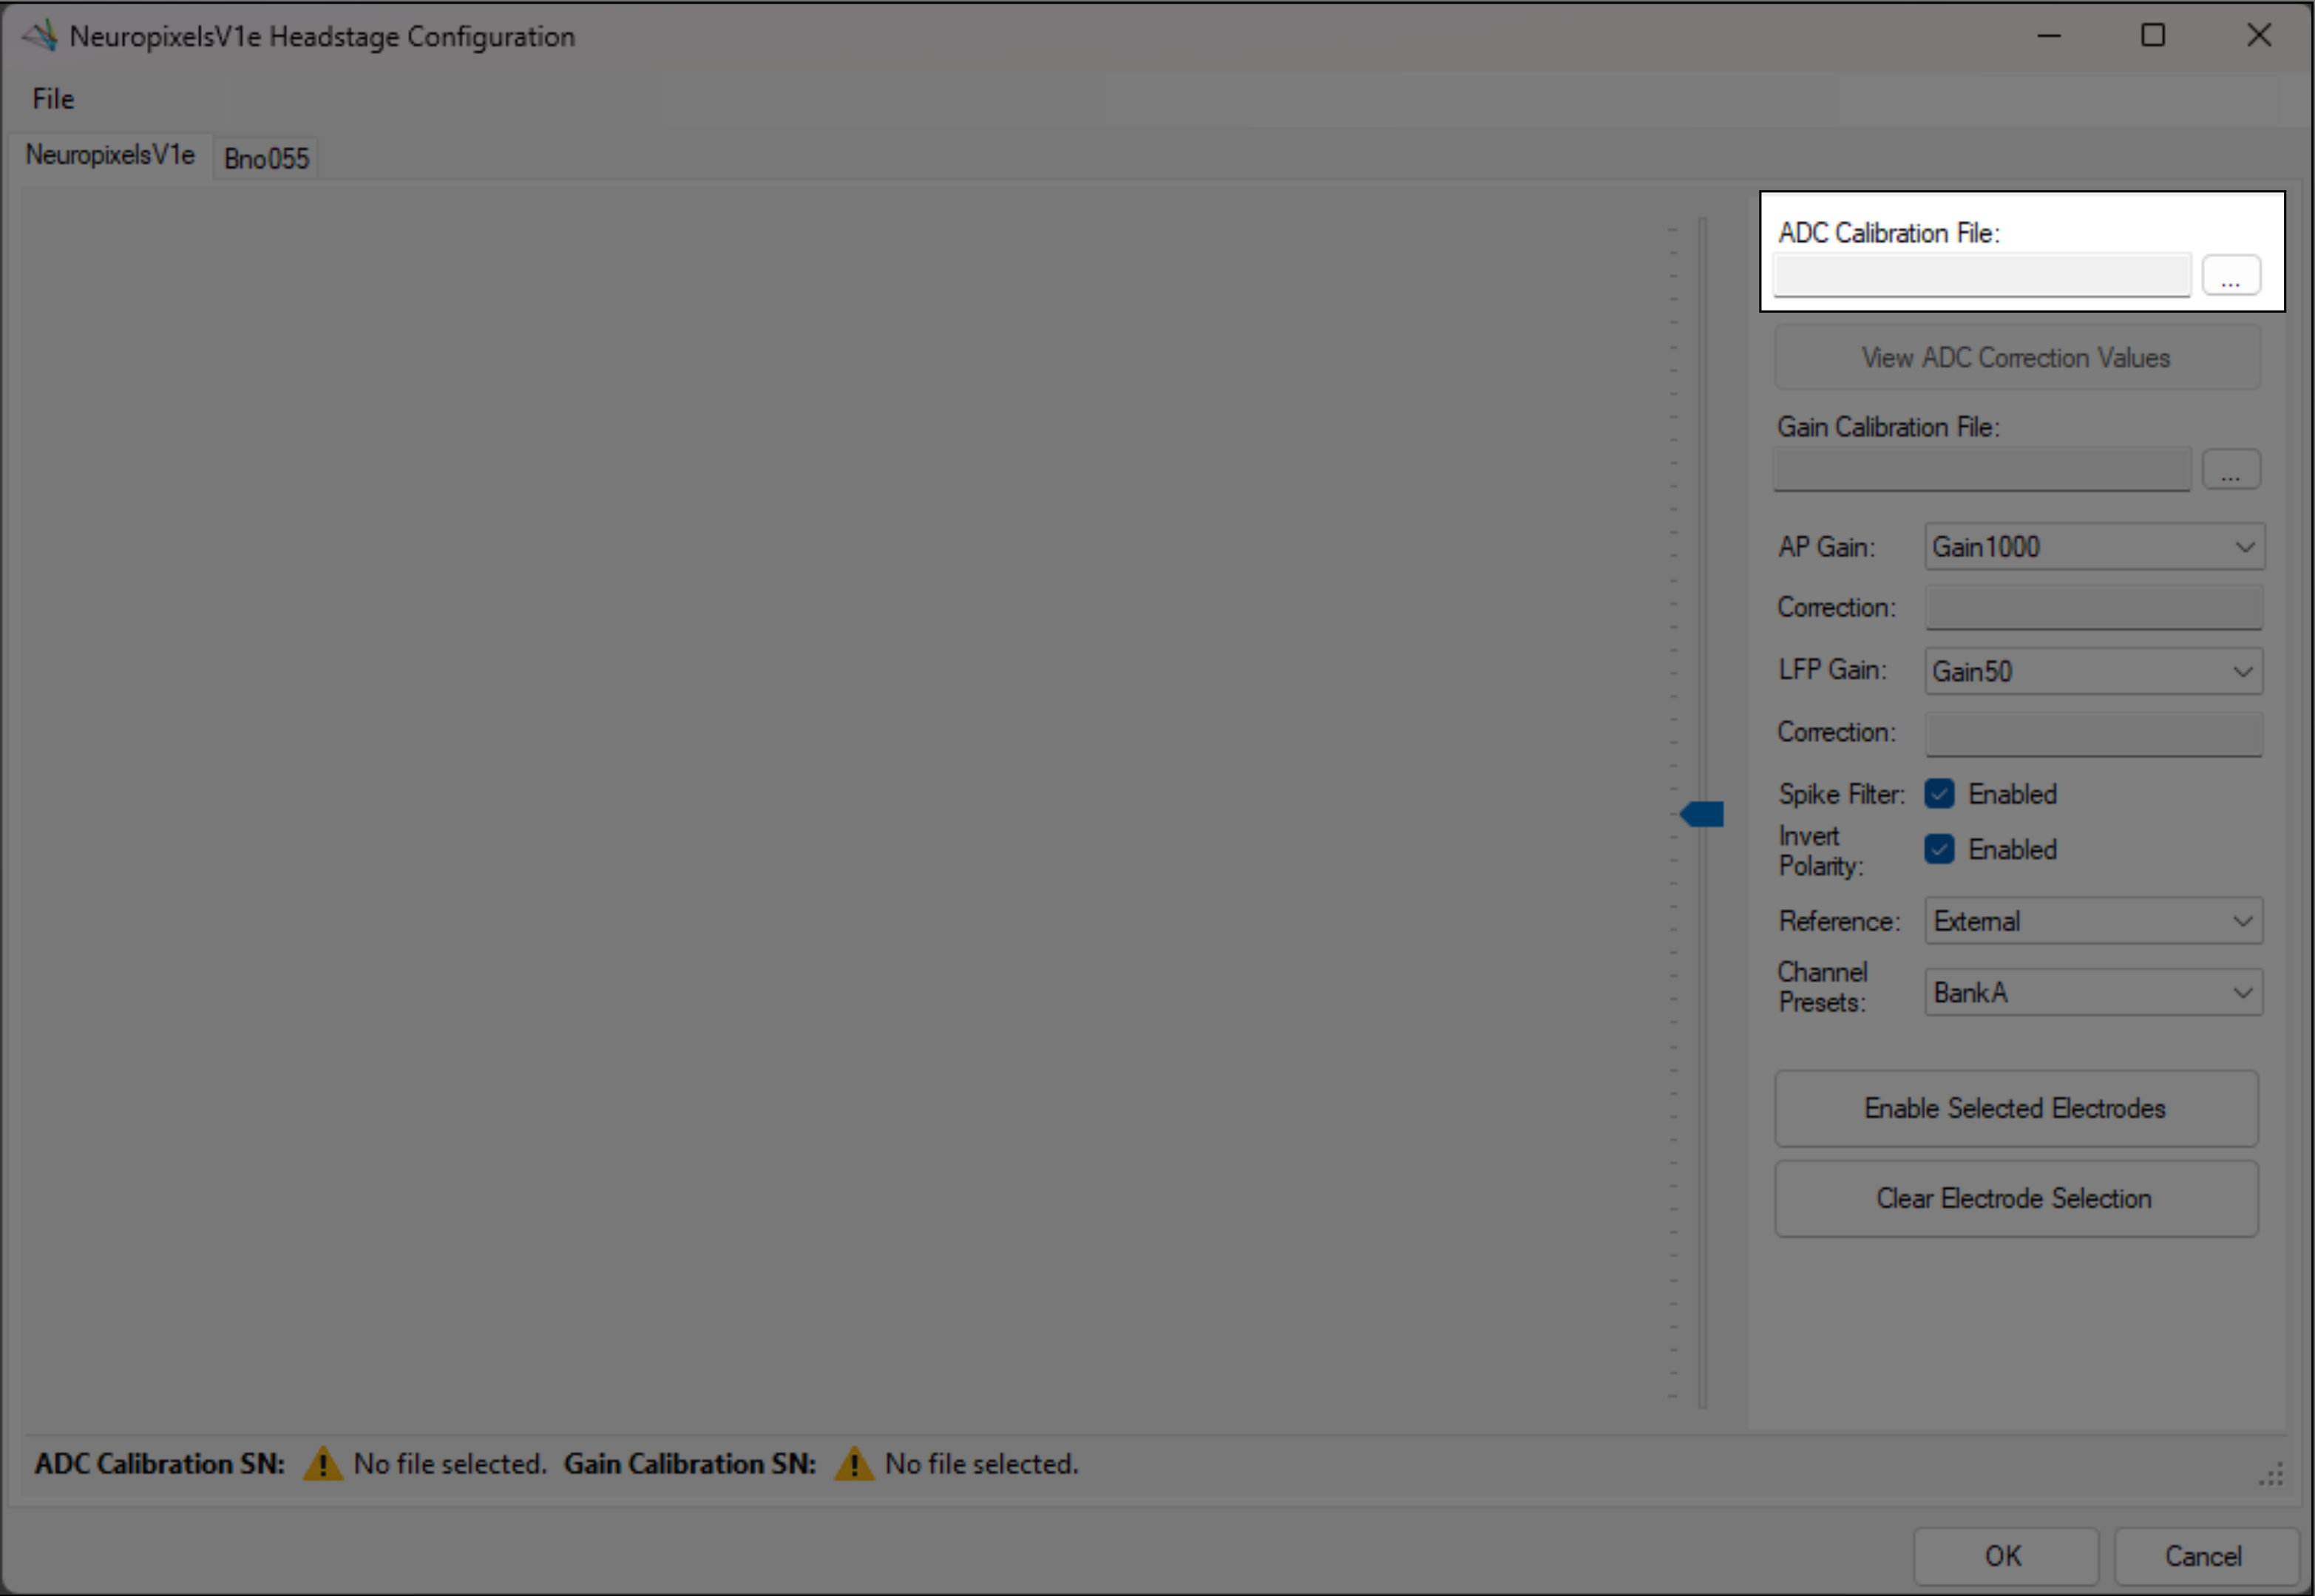 NeuropixelsV1e Headstage Configuration
File
NeuropixelsV1e Bno055
ADC Calibration File:
...
View ADC Correction Values
Gain Calibration File:
...
AP Gain: Gain1000
Correction:
LFP Gain: Gain50
Correction:
Spike Filter: Enabled
Invert
Polarity: Enabled
Reference: External
Channel
Presets: BankA
Enable Selected Electrodes
Clear Electrode Selection
ADC Calibration SN: No file selected. Gain Calibration SN: No file selected.
OK Cancel